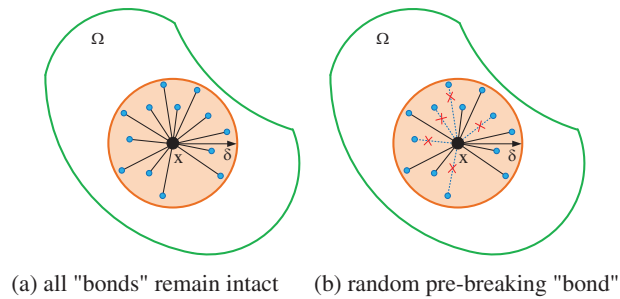 Ω
x
δ
Ω
x
δ
(a) all "bonds" remain intact
(b) random pre-breaking "bond"